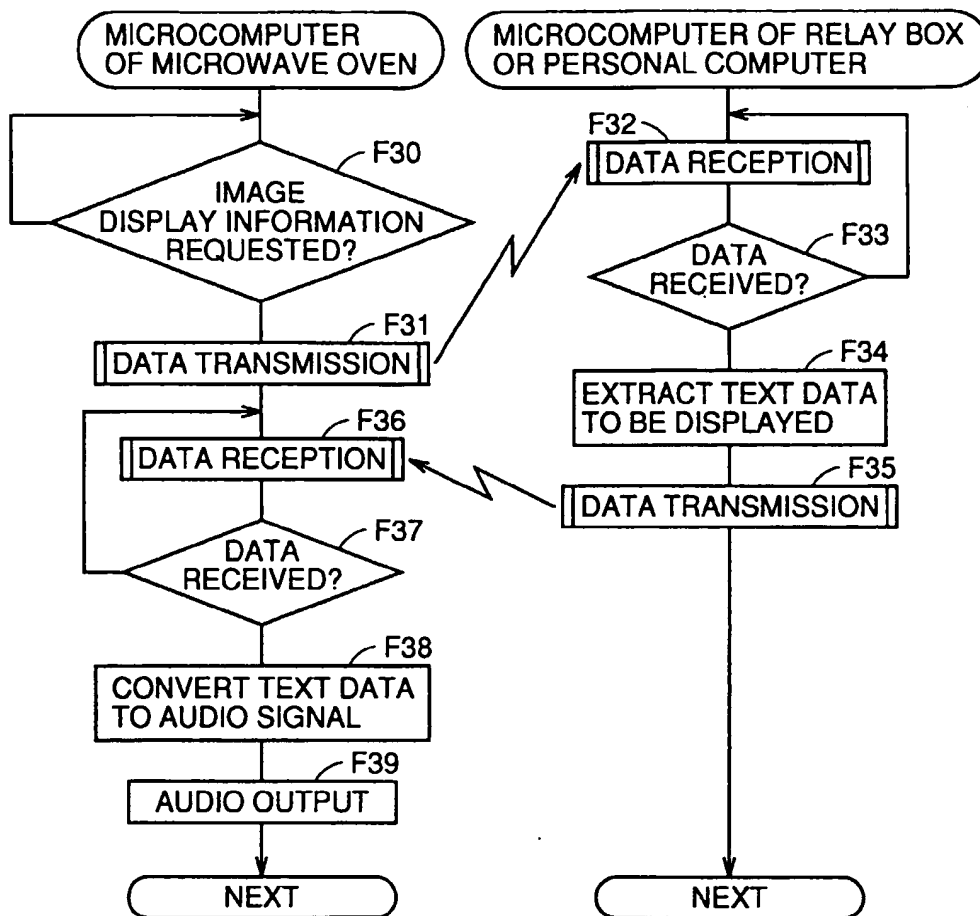 MICROCOMPUTER
OF MICROWAVE OVEN
F30
IMAGE
DISPLAY INFORMATION
REQUESTED?
F31
DATA TRANSMISSION
F36
DATA RECEPTION
F37
DATA
RECEIVED?
F38
CONVERT TEXT DATA
TO AUDIO SIGNAL
F39
AUDIO OUTPUT
NEXT
MICROCOMPUTER OF RELAY BOX
OR PERSONAL COMPUTER
F32
DATA RECEPTION
F33
DATA
RECEIVED?
F34
EXTRACT TEXT DATA
TO BE DISPLAYED
F35
DATA TRANSMISSION
NEXT